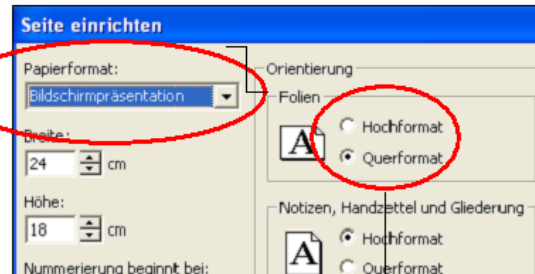 Seite einrichten
Papierformat:
Bildschirmpräsentation
Breite:
24 cm
Höhe:
18 cm
Nummerierung beginnt bei:
Orientierung
Folien
A
Hochformat
Querformat
Notizen, Handzettel und Gliederung
A
Hochformat
Querformat